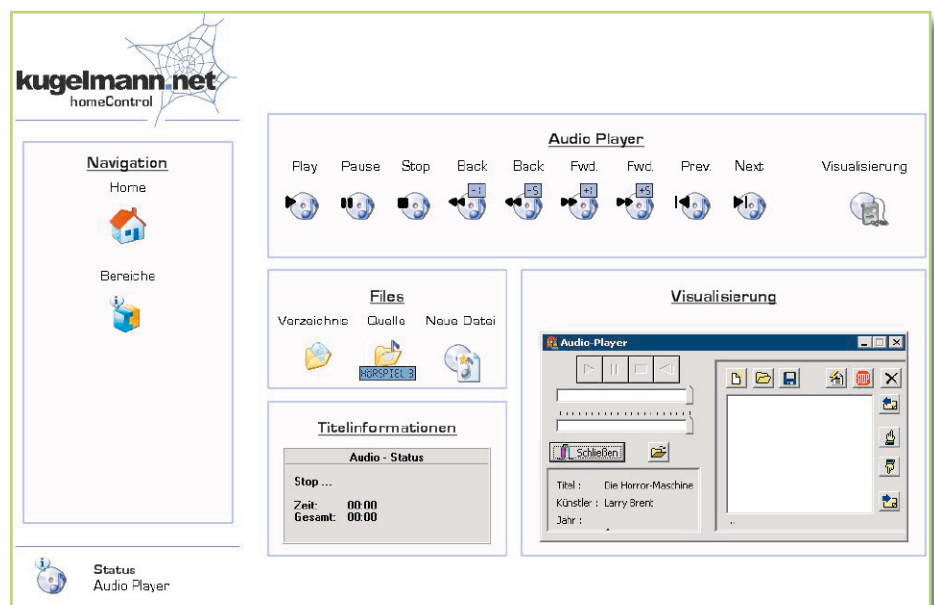 kugelmann.net
homeControl
Navigation
Home
Bereiche
Audio Player
Play Pause Stop Back Back Fwd. Fwd. Prev. Next Visualisierung
-1 -5 +1 +5
Files
Verzeichnis Quelle Neue Datei
HÖRSPIEL 3
Titelinformationen
Audio - Status
Stop ...
Zeit: 00:00
Gesamt: 00:00
Visualisierung
Audio-Player
Schließen
Titel : Die Horror-Maschine
Künstler : Larry Brent
Jahr :
..
Status
Audio Player